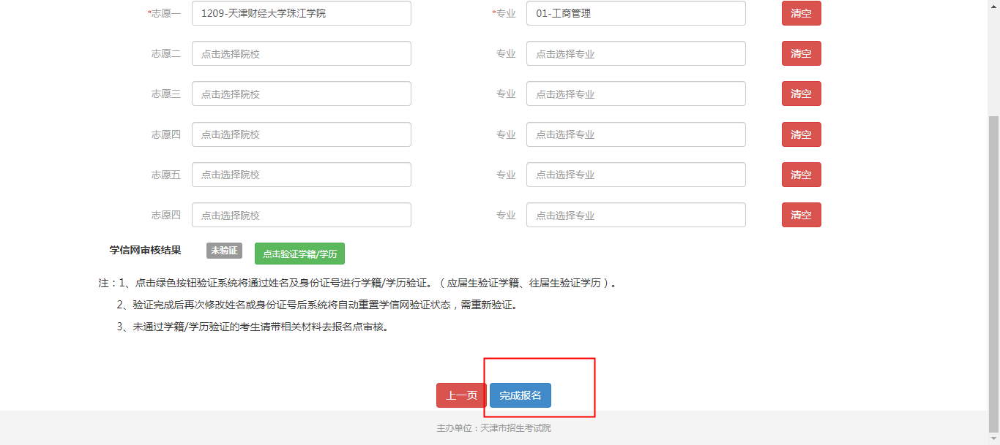 *志愿一 1209-天津财经大学珠江学院 *专业 01-工商管理 清空
志愿二 点击选择院校 专业 点击选择专业 清空
志愿三 点击选择院校 专业 点击选择专业 清空
志愿四 点击选择院校 专业 点击选择专业 清空
志愿五 点击选择院校 专业 点击选择专业 清空
志愿四 点击选择院校 专业 点击选择专业 清空
学信网审核结果 未验证 点击验证学籍/学历
注：1、点击绿色按钮验证系统将通过姓名及身份证号进行学籍/学历验证。（应届生验证学籍、往届生验证学历）。
2、验证完成后再次修改姓名或身份证号后系统将自动重置学信网验证状态，需重新验证。
3、未通过学籍/学历验证的考生请带相关材料去报名点审核。
上一页 完成报名
主办单位：天津市招生考试院